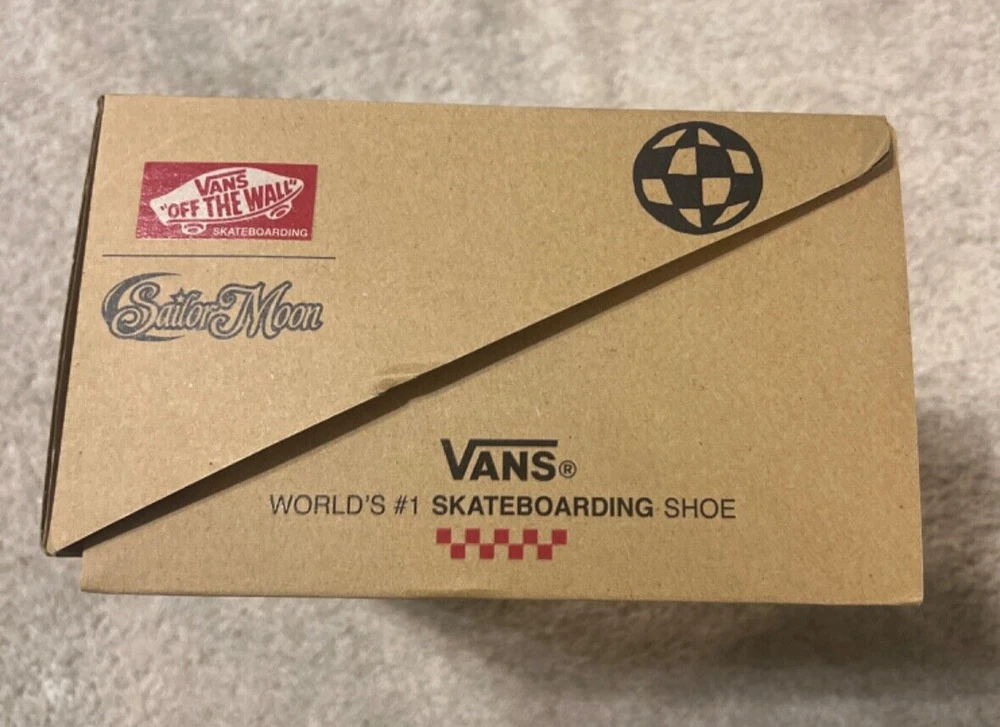 VANS
"OFF THE WALL"
SKATEBOARDING
Sailor Moon
VANS®
WORLD'S #1 SKATEBOARDING SHOE